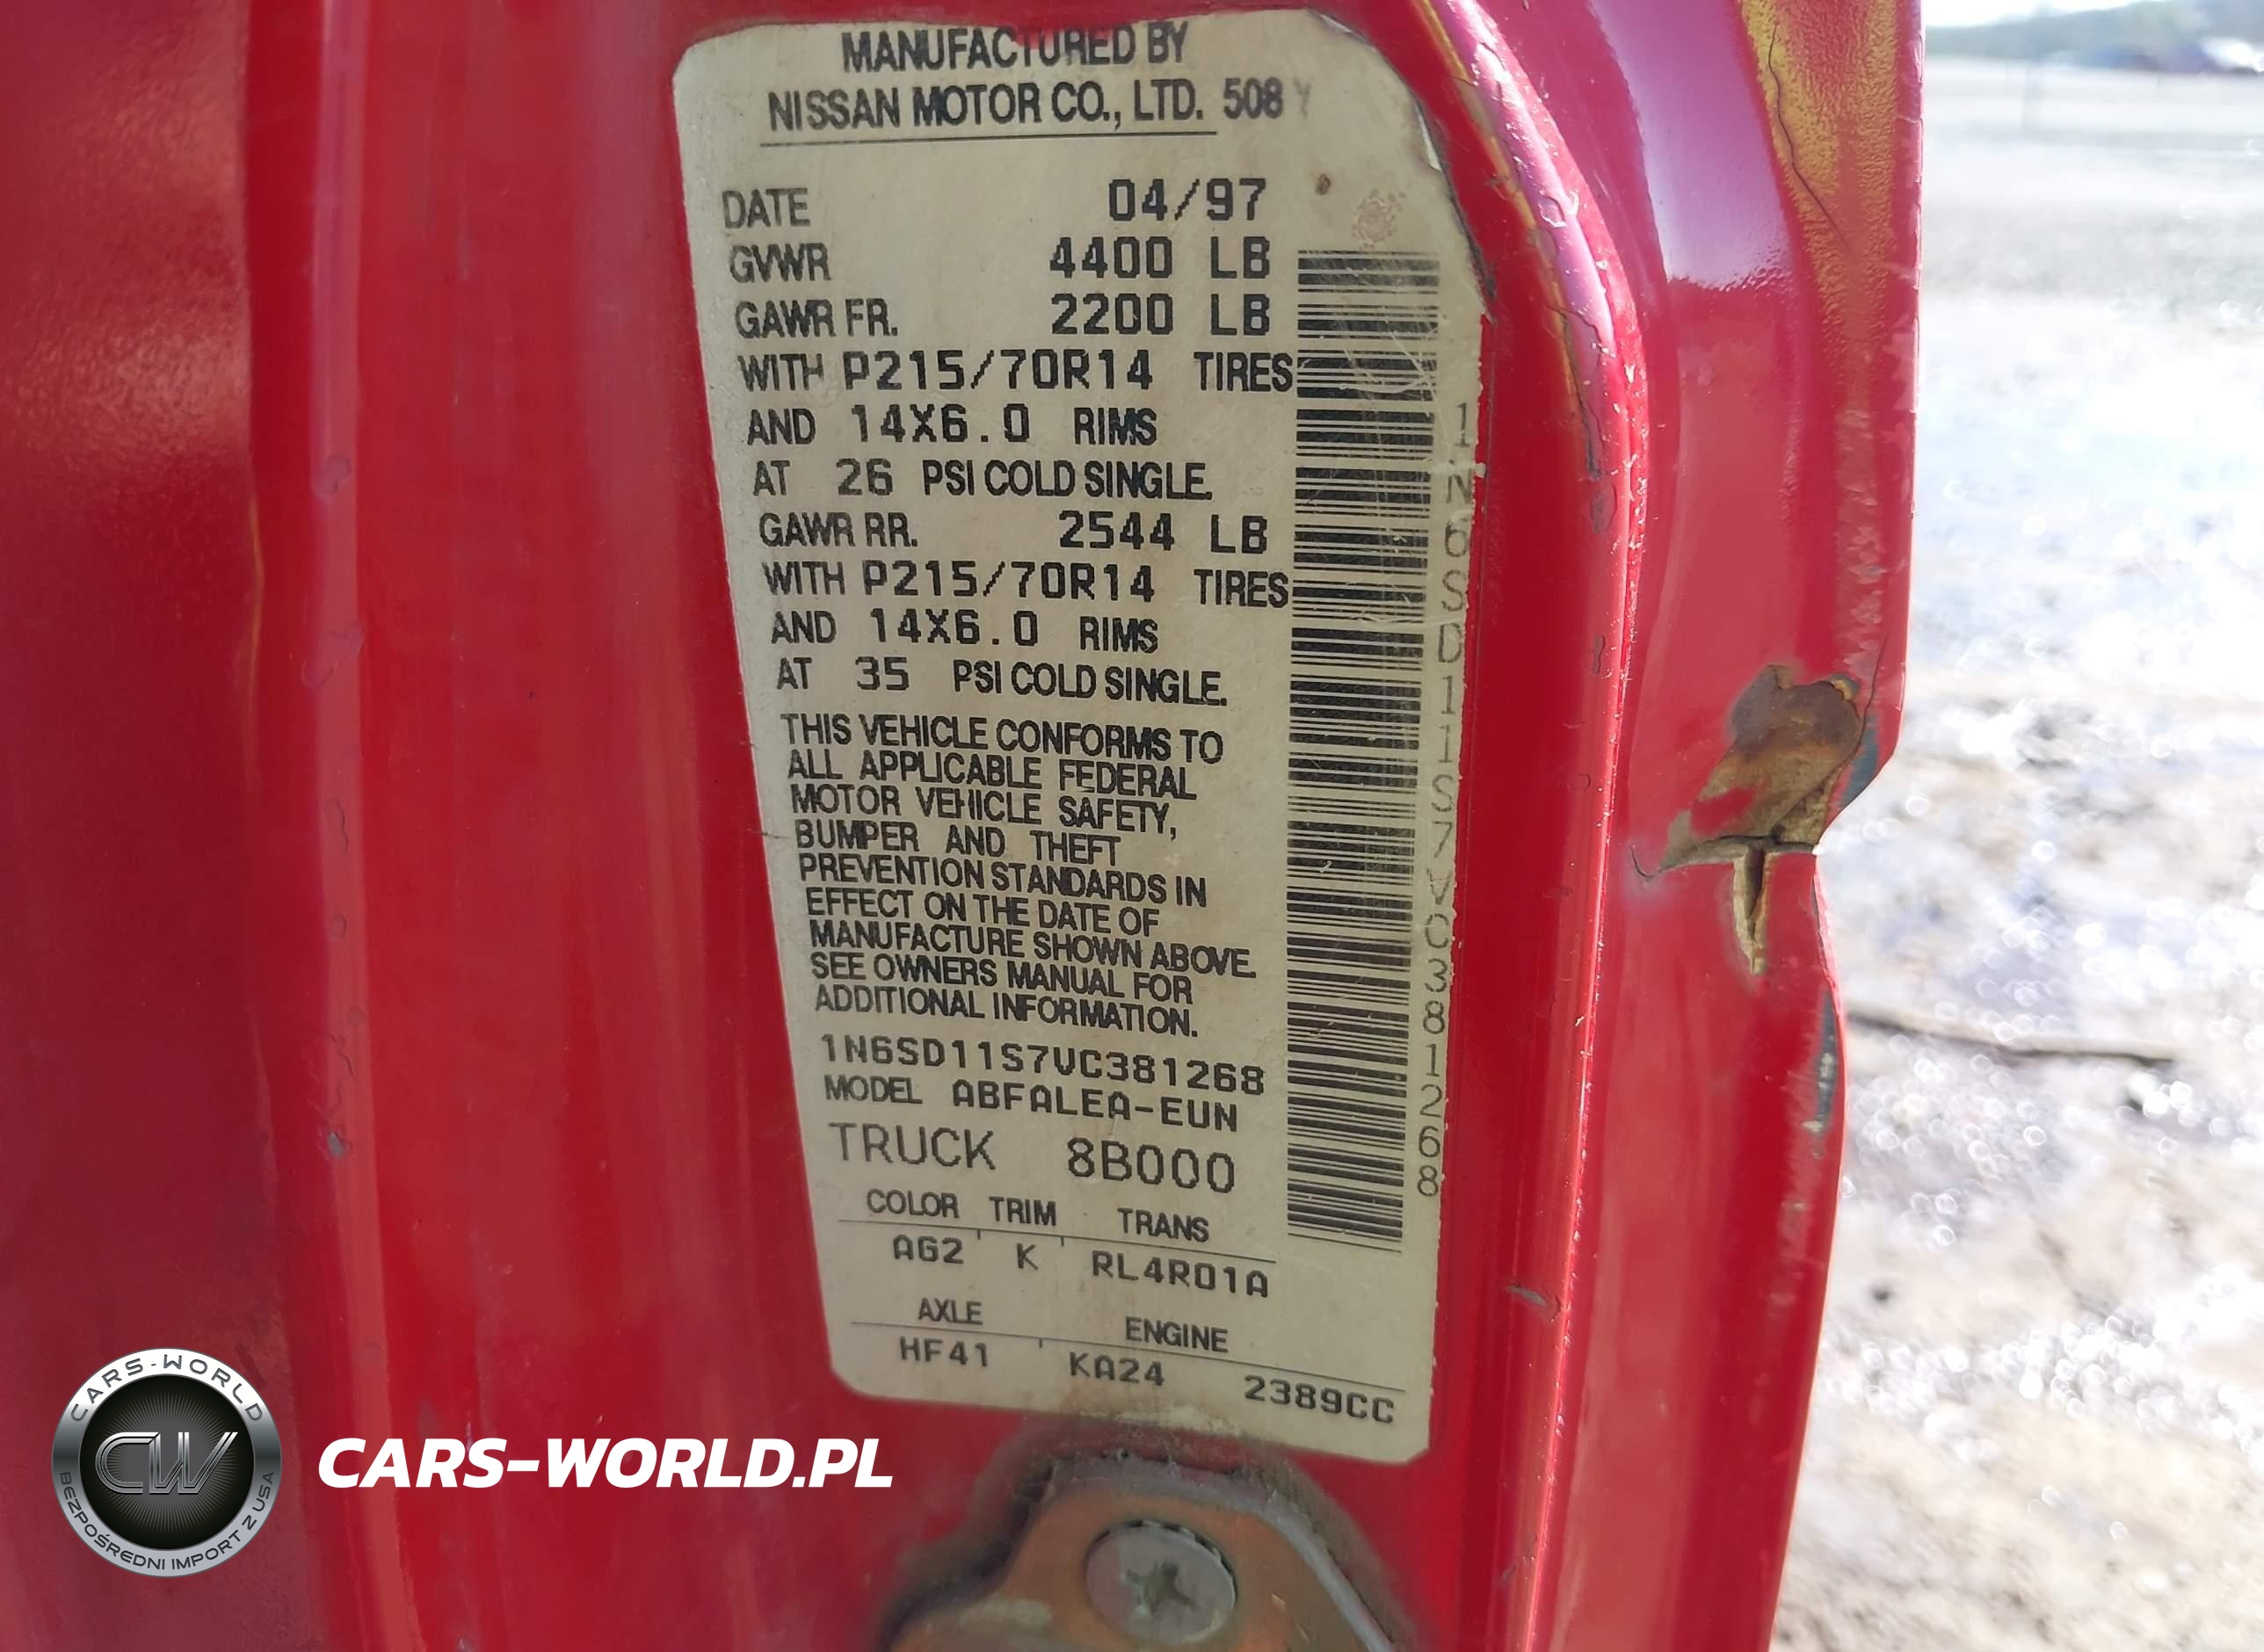 MANUFACTURED BY
NISSAN MOTOR CO., LTD. 508 Y
DATE 04/97
GVWR 4400 LB
GAWR FR. 2200 LB
WITH P215/70R14 TIRES
AND 14X6.0 RIMS
AT 26 PSI COLD SINGLE.
GAWR RR. 2544 LB
WITH P215/70R14 TIRES
AND 14X6.0 RIMS
AT 35 PSI COLD SINGLE.
THIS VEHICLE CONFORMS TO
ALL APPLICABLE FEDERAL
MOTOR VEHICLE SAFETY,
BUMPER AND THEFT
PREVENTION STANDARDS IN
EFFECT ON THE DATE OF
MANUFACTURE SHOWN ABOVE.
SEE OWNERS MANUAL FOR
ADDITIONAL INFORMATION.
1N6SD11S7VC381268
MODEL ABFALEA-EUN
TRUCK 8B000
COLOR TRIM TRANS
AG2 K RL4R01A
AXLE ENGINE
HF41 KA24 2389CC
1N6SD11S7VC381268
CARS-WORLD
CW
BEZPOŚREDNI IMPORT Z USA
CARS-WORLD.PL